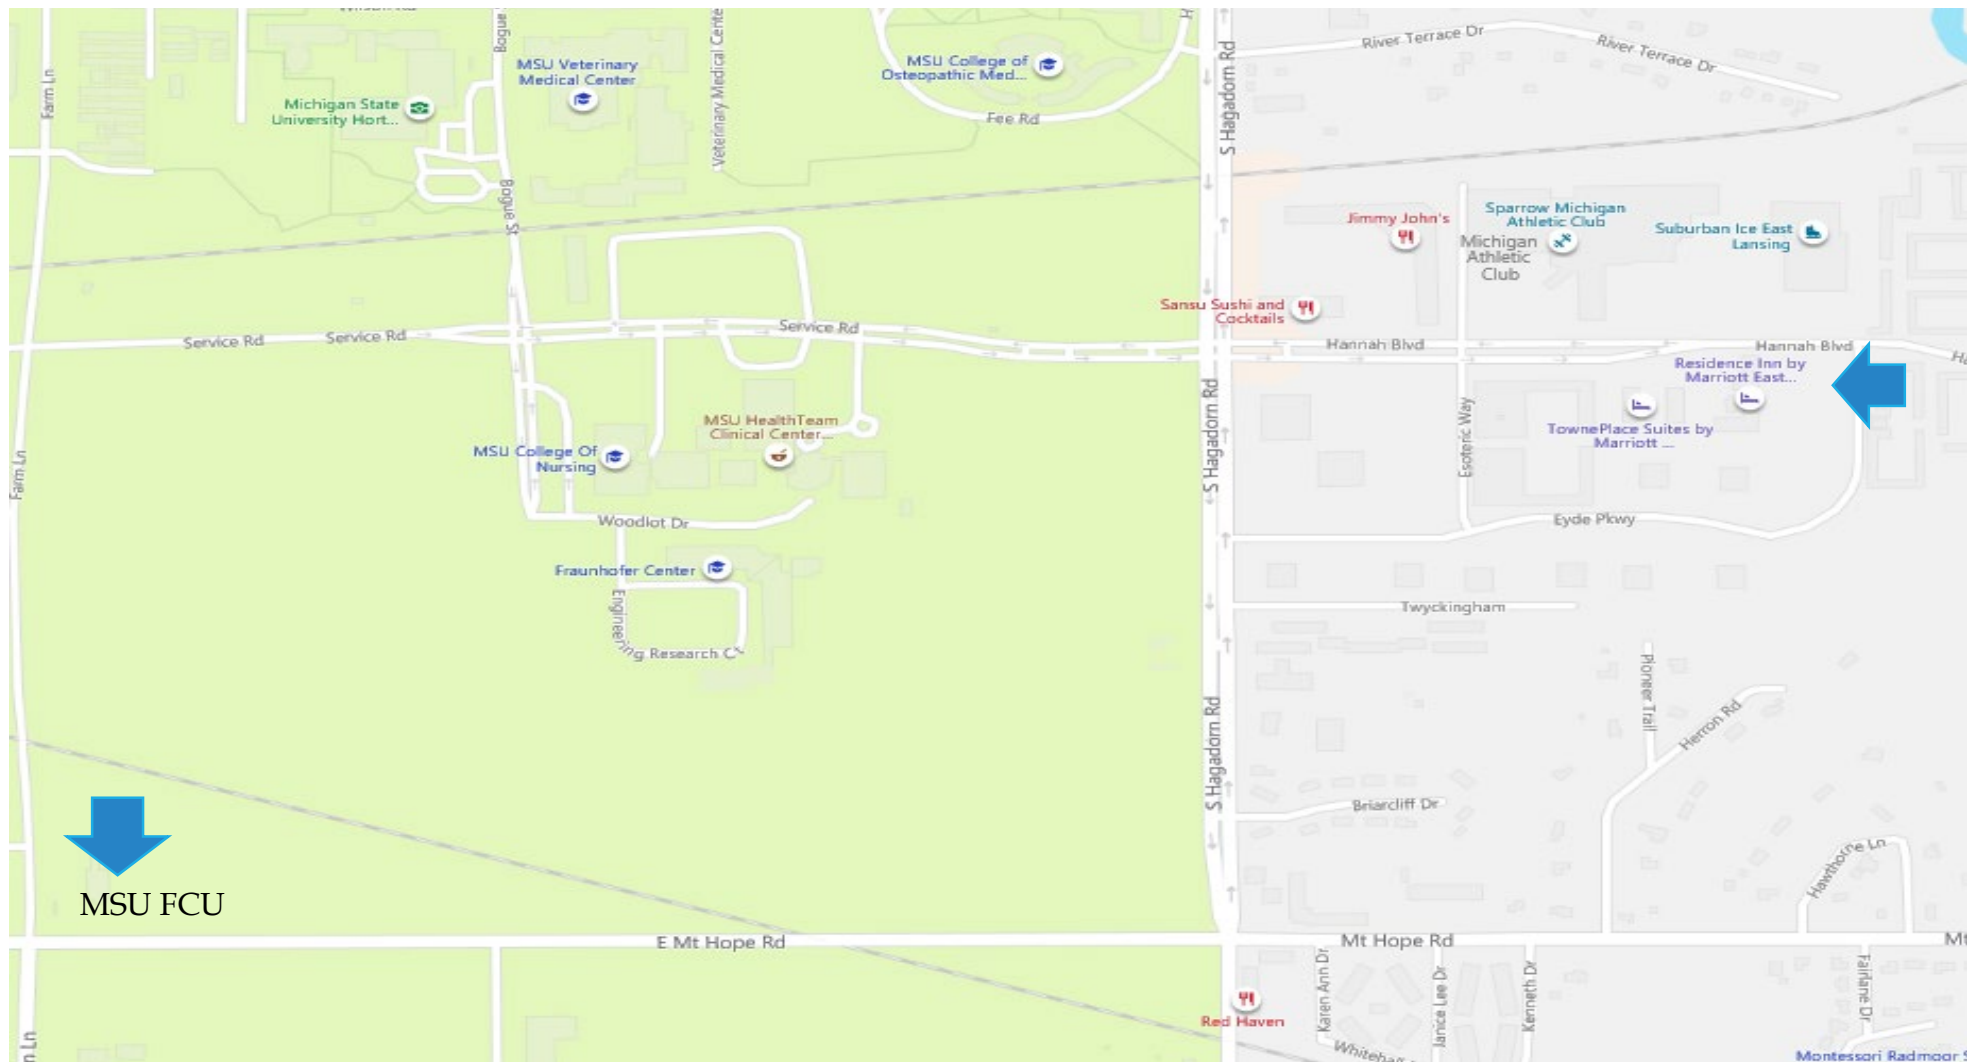 Bogue
Veterinary Medical Cente
H
S Hagadorn Rd
River Terrace Dr
River Terrace Dr
Farm Ln
MSU Veterinary
Medical Center
MSU College of
Osteopathic Med...
Michigan State
University Hort...
Fee Rd
Bogue St
Jimmy John's
Sparrow Michigan
Athletic Club
Michigan
Athletic
Club
Suburban Ice East
Lansing
Sansu Sushi and
Cocktails
Service Rd
Service Rd
Service Rd
Hannah Blvd
Hannah Blvd
Ha
Residence Inn by
Marriott East...
TownePlace Suites by
Marriott ...
S Hagadorn Rd
Esoteric Way
MSU HealthTeam
Clinical Center...
MSU College Of
Nursing
Farm Ln
Woodlot Dr
Eyde Pkwy
Fraunhofer Center
Engineering Research Ct
Twyckingham
Pioneer Trail
Herron Rd
S Hagadorn Rd
Briarcliff Dr
Hawthorne Ln
MSU FCU
E Mt Hope Rd
Mt Hope Rd
Mt
Karen Ann Dr
Janice Lee Dr
Kenneth Dr
Fairlane Dr
Red Haven
n Ln
Whitehal
Montessori Radmoor S